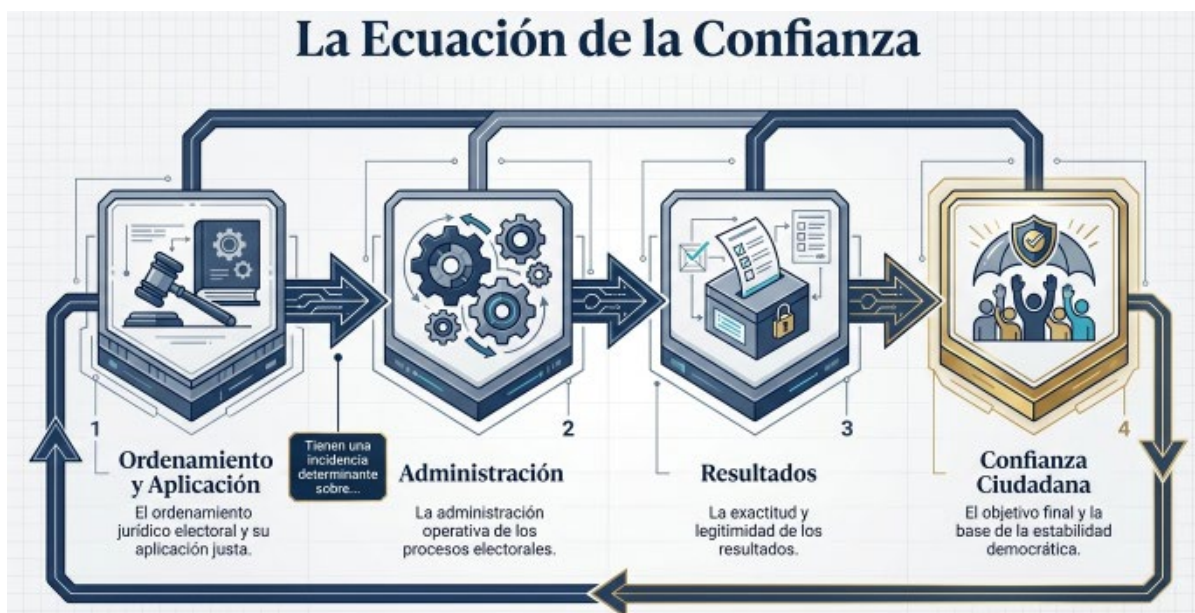 La Ecuación de la Confianza
1
Ordenamiento
y Aplicación
El ordenamiento
jurídico electoral y su
aplicación justa.
Tienen una
incidencia
determinante
sobre...
2
Administración
La administración
operativa de los
procesos electorales.
3
Resultados
La exactitud y
legitimidad de los
resultados.
4
Confianza
Ciudadana
El objetivo final y la
base de la estabilidad
democrática.